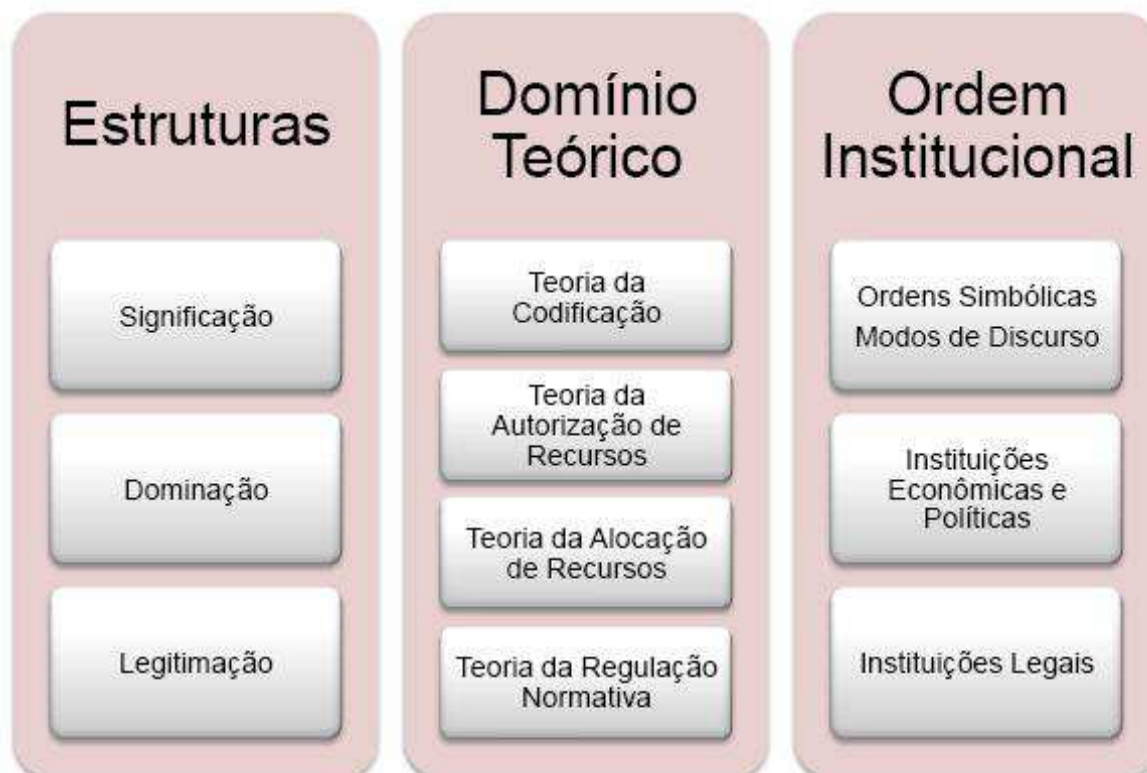 Estruturas
Significação
Dominação
Legitimação
Domínio
Teórico
Teoria da
Codificação
Teoria da
Autorização de
Recursos
Teoria da Alocação
de Recursos
Teoria da Regulação
Normativa
Ordem
Institucional
Ordens Simbólicas
Modos de Discurso
Instituições
Econômicas e
Políticas
Instituições Legais